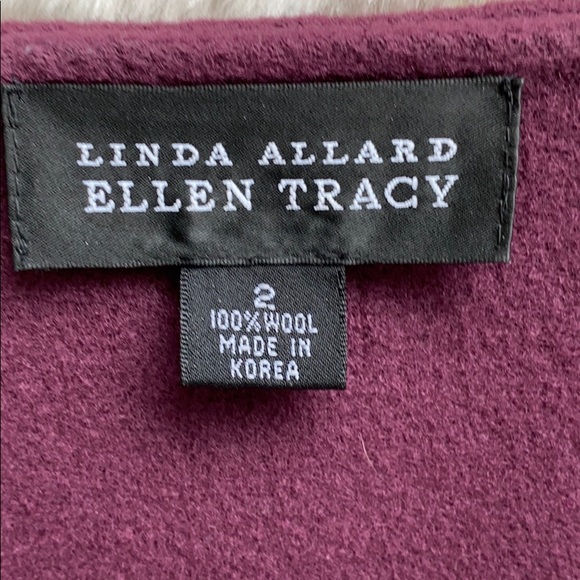 LINDA ALLARD
ELLEN TRACY
2
100% WOOL
MADE IN
KOREA